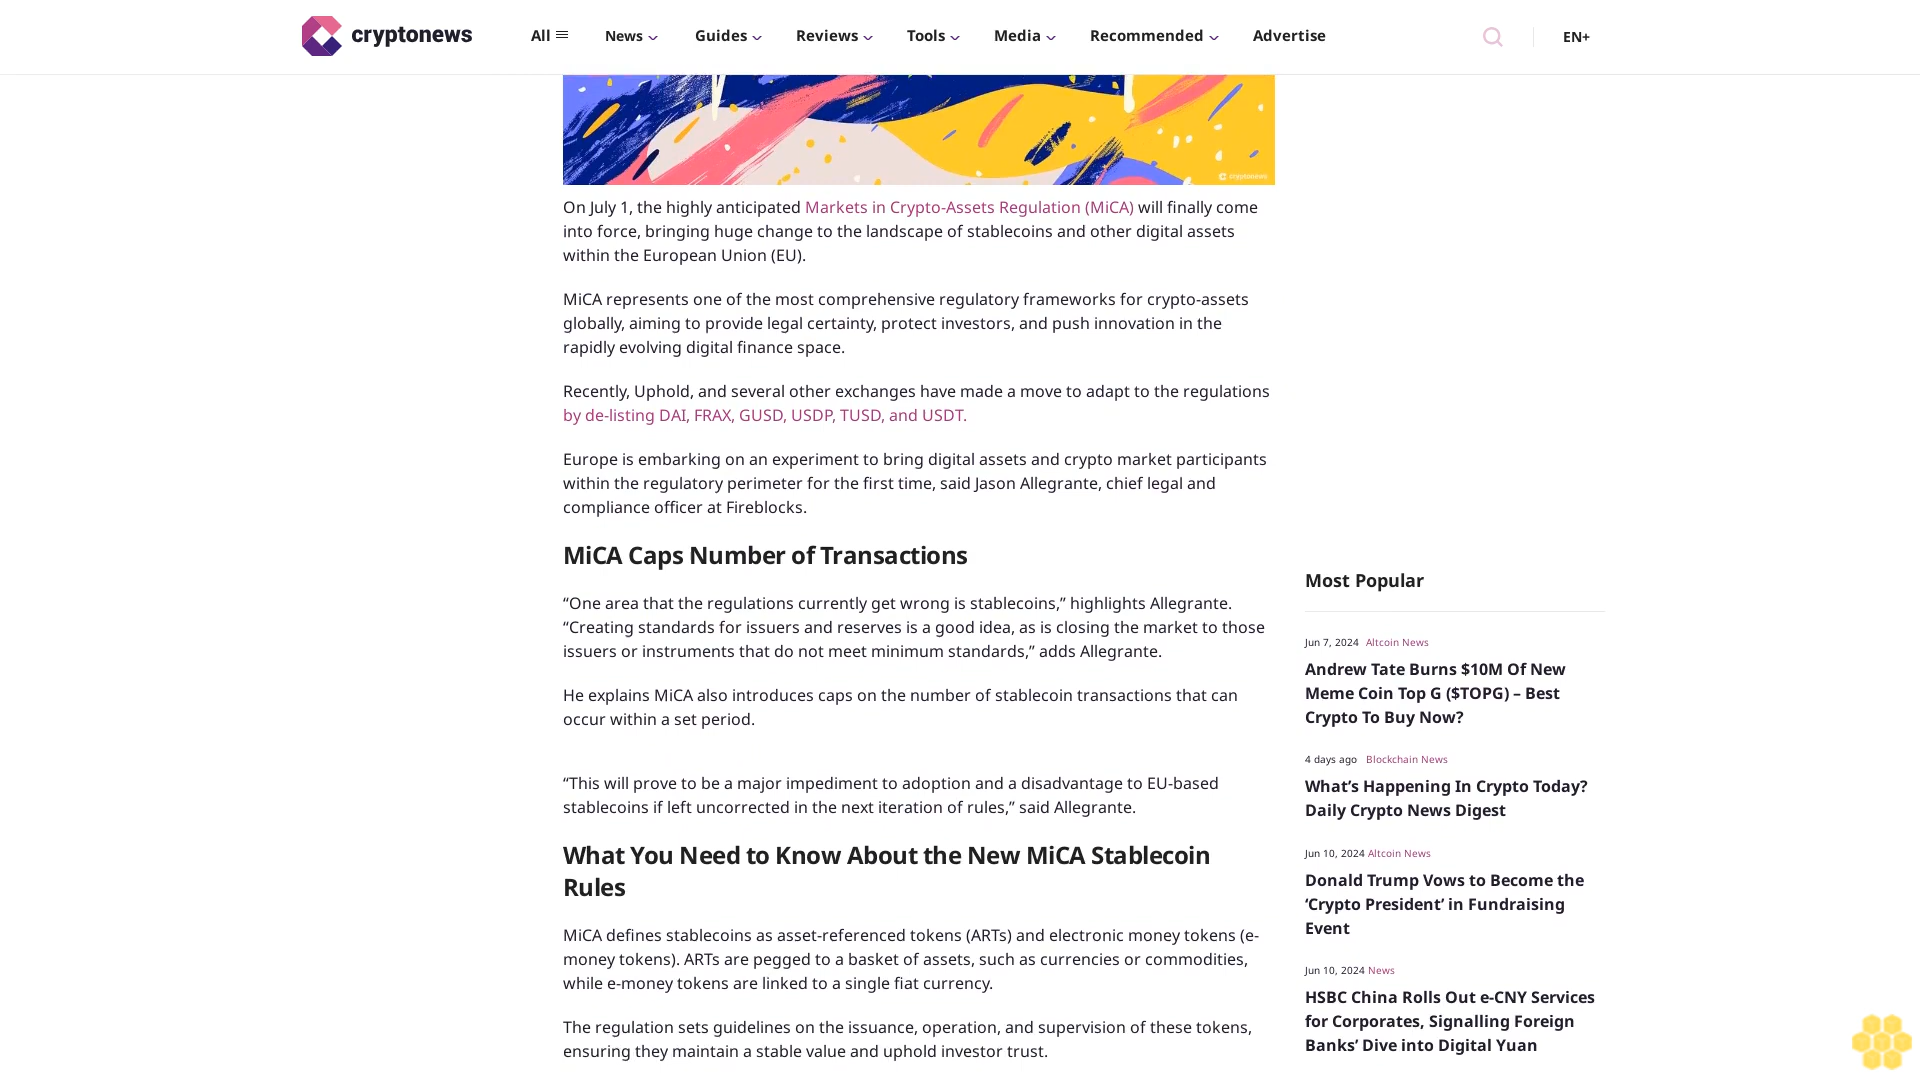 cryptonews
All
News
Guides
Reviews
Tools
Media
Recommended
Advertise
EN+
cryptonews
On July 1, the highly anticipated Markets in Crypto-Assets Regulation (MiCA) will finally come
into force, bringing huge change to the landscape of stablecoins and other digital assets
within the European Union (EU).
MiCA represents one of the most comprehensive regulatory frameworks for crypto-assets
globally, aiming to provide legal certainty, protect investors, and push innovation in the
rapidly evolving digital finance space.
Recently, Uphold, and several other exchanges have made a move to adapt to the regulations
by de-listing DAI, FRAX, GUSD, USDP, TUSD, and USDT.
Europe is embarking on an experiment to bring digital assets and crypto market participants
within the regulatory perimeter for the first time, said Jason Allegrante, chief legal and
compliance officer at Fireblocks.
MiCA Caps Number of Transactions
“One area that the regulations currently get wrong is stablecoins,” highlights Allegrante.
“Creating standards for issuers and reserves is a good idea, as is closing the market to those
issuers or instruments that do not meet minimum standards,” adds Allegrante.
He explains MiCA also introduces caps on the number of stablecoin transactions that can
occur within a set period.
“This will prove to be a major impediment to adoption and a disadvantage to EU-based
stablecoins if left uncorrected in the next iteration of rules,” said Allegrante.
What You Need to Know About the New MiCA Stablecoin
Rules
MiCA defines stablecoins as asset-referenced tokens (ARTs) and electronic money tokens (e-
money tokens). ARTs are pegged to a basket of assets, such as currencies or commodities,
while e-money tokens are linked to a single fiat currency.
The regulation sets guidelines on the issuance, operation, and supervision of these tokens,
ensuring they maintain a stable value and uphold investor trust.
Most Popular
Jun 7, 2024 Altcoin News
Andrew Tate Burns $10M Of New
Meme Coin Top G ($TOPG) – Best
Crypto To Buy Now?
4 days ago Blockchain News
What’s Happening In Crypto Today?
Daily Crypto News Digest
Jun 10, 2024 Altcoin News
Donald Trump Vows to Become the
‘Crypto President’ in Fundraising
Event
Jun 10, 2024 News
HSBC China Rolls Out e-CNY Services
for Corporates, Signalling Foreign
Banks’ Dive into Digital Yuan